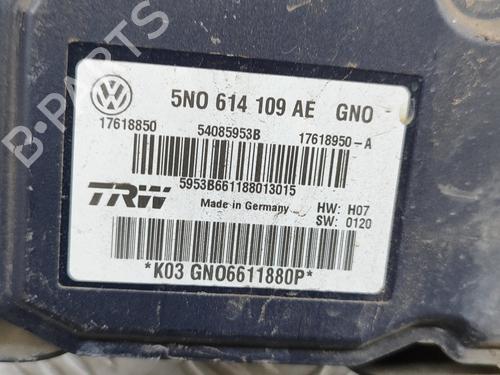 5N0 614 109 AE GNO
17618850 54085953B 17618950-A
5953B661188013015
TRW Made in Germany HW: H07
SW: 0120
*K03 GNO6611880P*
B-PARTS